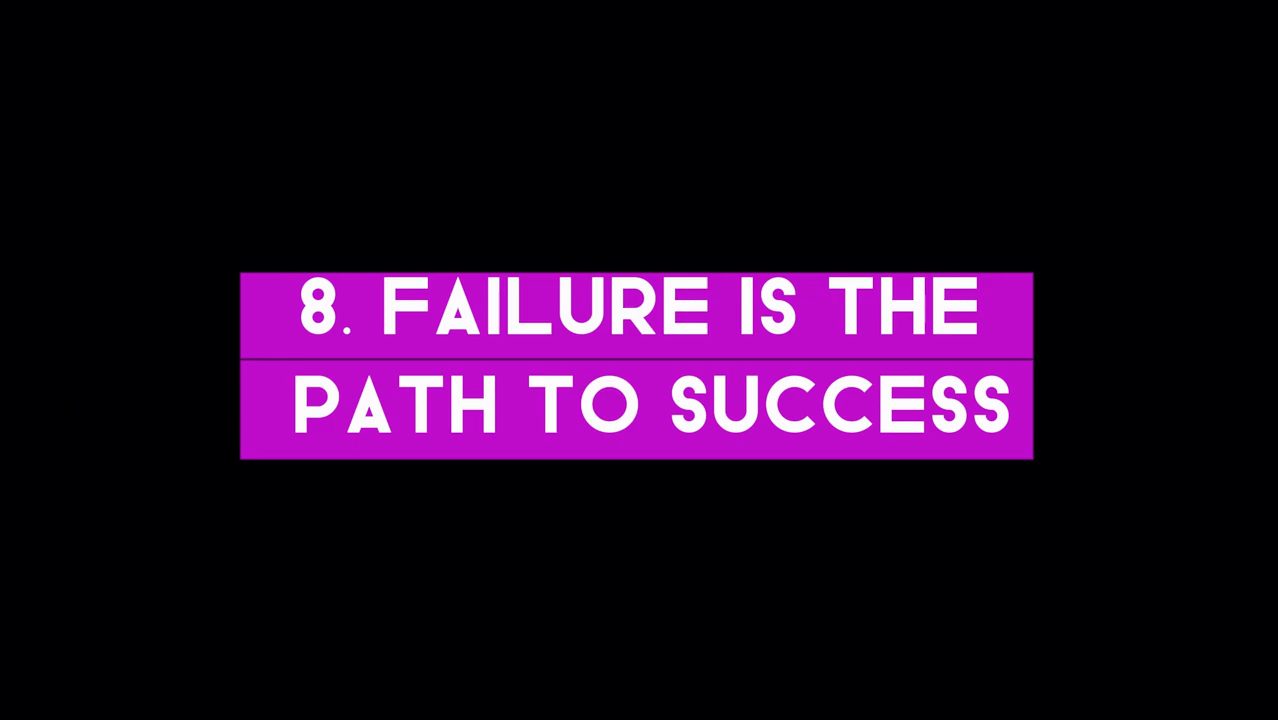 8. FAILURE IS THE
PATH TO SUCCESS